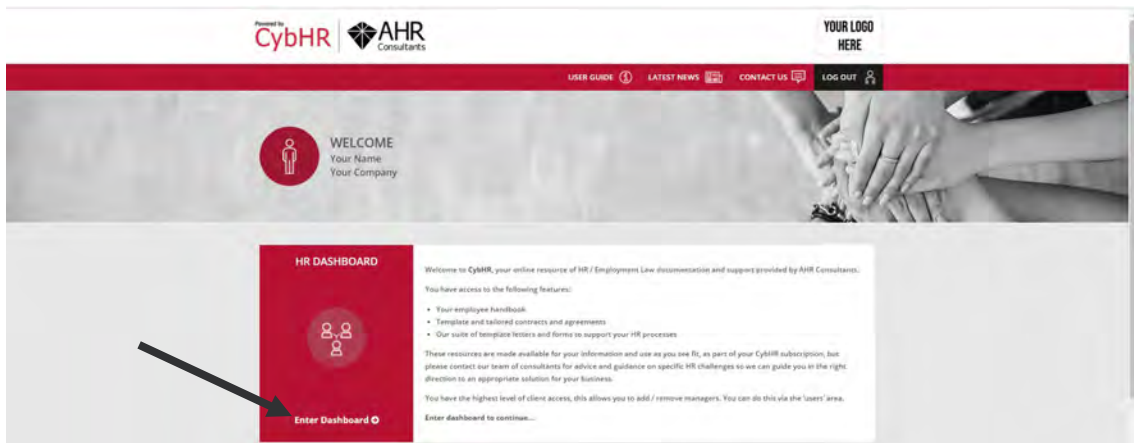 Powered by
CybHR
AHR
Consultants
YOUR LOGO
HERE
USER GUIDE
LATEST NEWS
CONTACT US
LOG OUT
WELCOME
Your Name
Your Company
HR DASHBOARD
Enter Dashboard
Welcome to CybHR, your online resource of HR / Employment Law documentation and support provided by AHR Consultants.
You have access to the following features:
• Your employee handbook
• Template and tailored contracts and agreements
• Our suite of template letters and forms to support your HR processes
These resources are made available for your information and use as you see fit, as part of your CybHR subscription, but
please contact our team of consultants for advice and guidance on specific HR challenges so we can guide you in the right
direction to an appropriate solution for your business.
You have the highest level of client access, this allows you to add / remove managers. You can do this via the 'users' area.
Enter dashboard to continue...